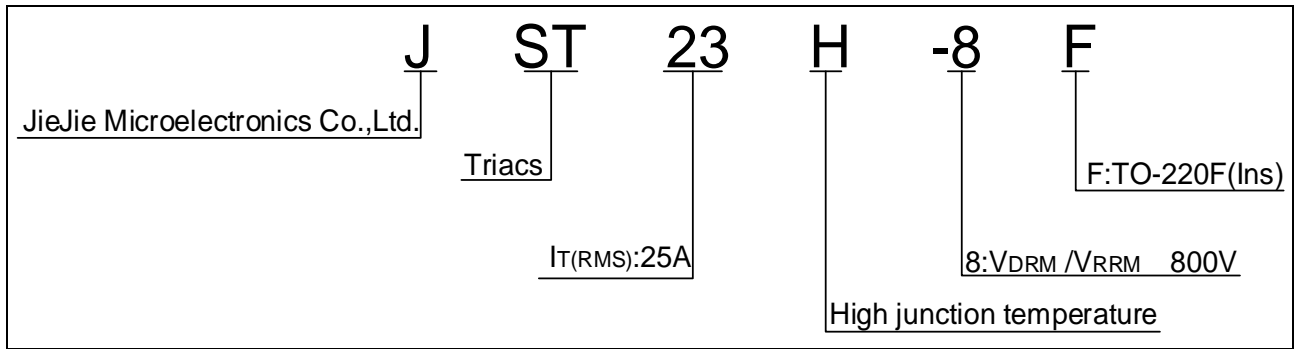 J ST 23 H -8 F
JieJie Microelectronics Co.,Ltd.
Triacs
F:TO-220F(Ins)
IT(RMS):25A
8:VDRM /VRRM 800V
High junction temperature